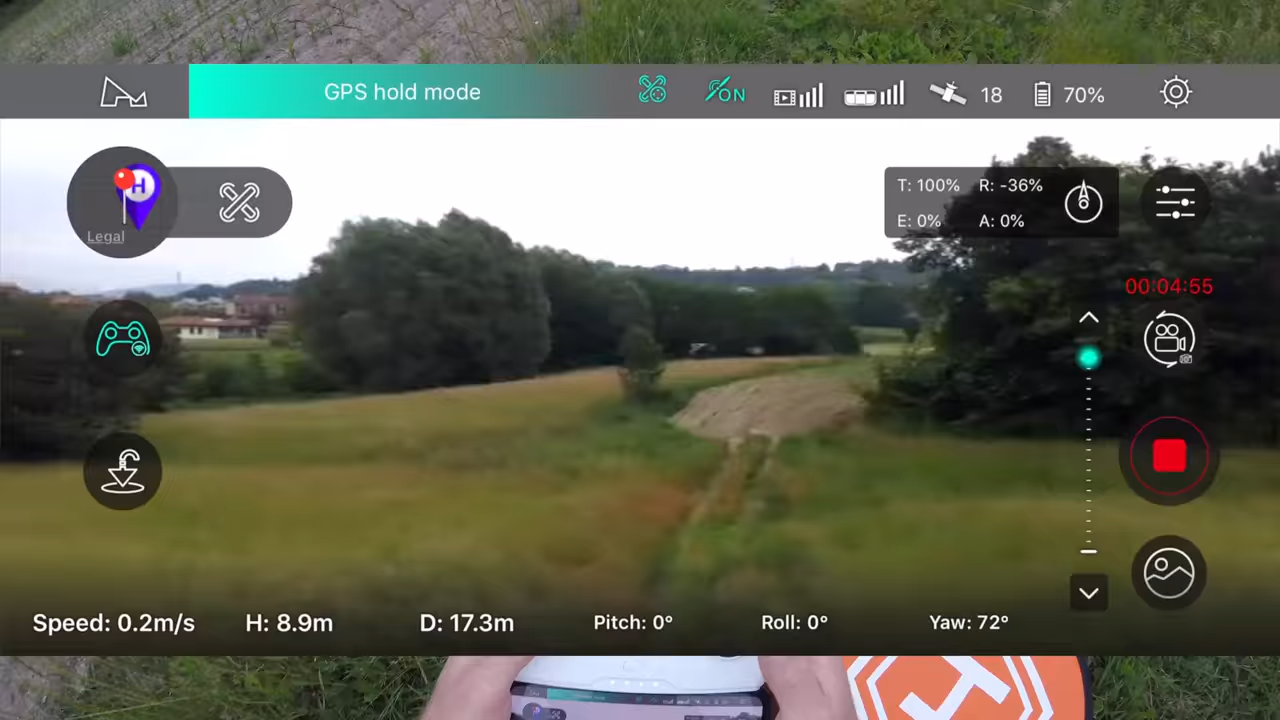 GPS hold mode
ON
18
70%
H
Legal
T: 100% R: -36%
E: 0% A: 0%
00:04:55
Speed: 0.2m/s H: 8.9m D: 17.3m Pitch: 0° Roll: 0° Yaw: 72°
H